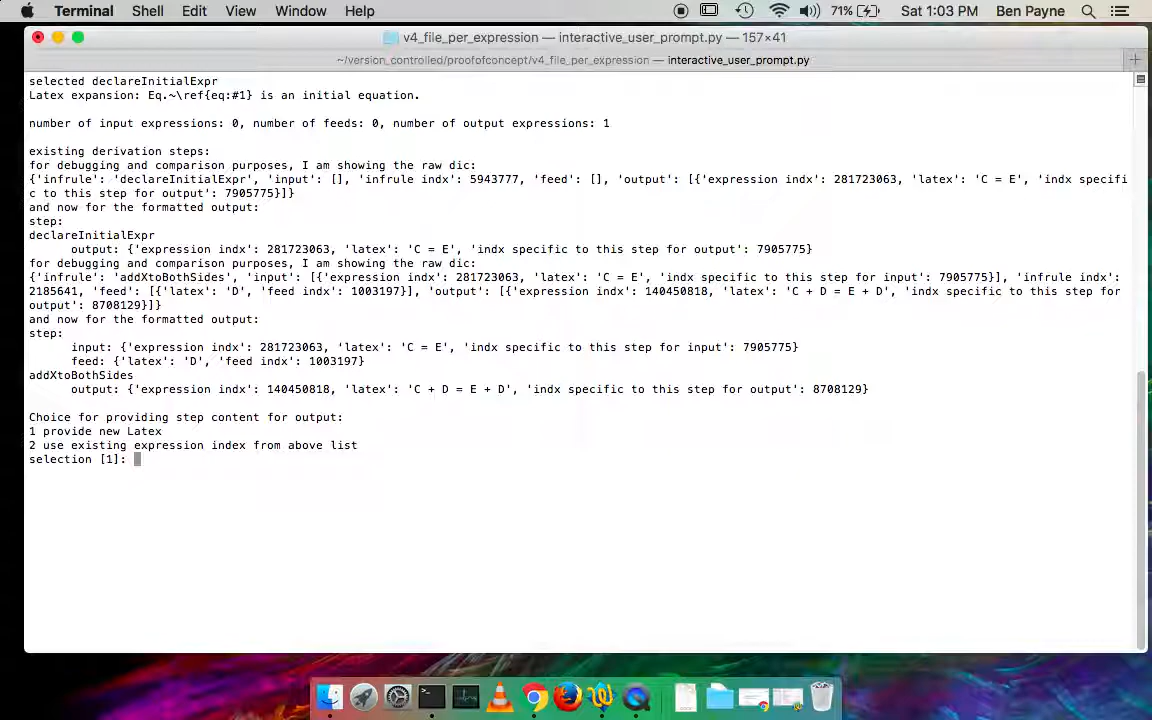 Terminal Shell Edit View Window Help 71% Sat 1:03 PM Ben Payne
v4_file_per_expression — interactive_user_prompt.py — 157×41
~/version_controlled/proofofconcept/v4_file_per_expression — interactive_user_prompt.py
selected declareInitialExpr
Latex expansion: Eq.~\ref{eq:#1} is an initial equation.
number of input expressions: 0, number of feeds: 0, number of output expressions: 1
existing derivation steps:
for debugging and comparison purposes, I am showing the raw dic:
{'infrule': 'declareInitialExpr', 'input': [], 'infrule indx': 5943777, 'feed': [], 'output': [{'expression indx': 281723063, 'latex': 'C = E', 'indx specifi
c to this step for output': 7905775}]}
and now for the formatted output:
step:
declareInitialExpr
output: {'expression indx': 281723063, 'latex': 'C = E', 'indx specific to this step for output': 7905775}
for debugging and comparison purposes, I am showing the raw dic:
{'infrule': 'addXtoBothSides', 'input': [{'expression indx': 281723063, 'latex': 'C = E', 'indx specific to this step for input': 7905775}], 'infrule indx':
2185641, 'feed': [{'latex': 'D', 'feed indx': 1003197}], 'output': [{'expression indx': 140450818, 'latex': 'C + D = E + D', 'indx specific to this step for
output': 8708129}]}
and now for the formatted output:
step:
input: {'expression indx': 281723063, 'latex': 'C = E', 'indx specific to this step for input': 7905775}
feed: {'latex': 'D', 'feed indx': 1003197}
addXtoBothSides
output: {'expression indx': 140450818, 'latex': 'C + D = E + D', 'indx specific to this step for output': 8708129}
Choice for providing step content for output:
1 provide new Latex
2 use existing expression index from above list
selection [1]: